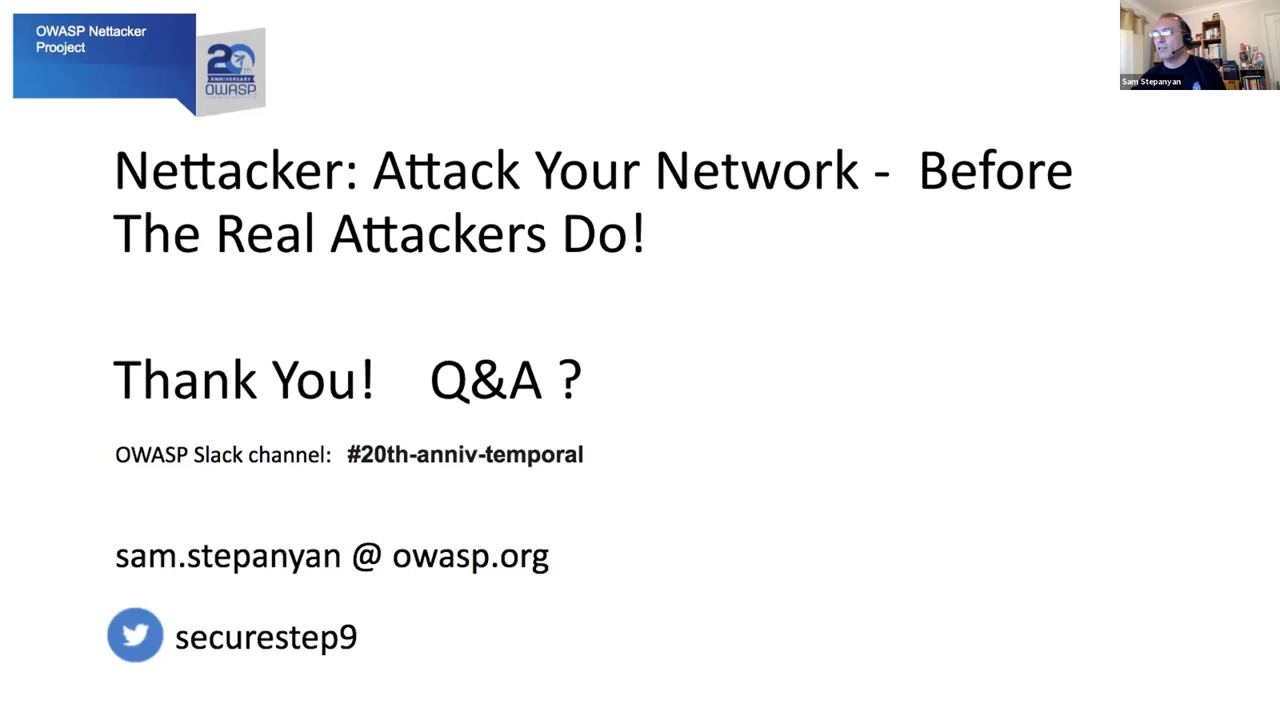 OWASP Nettacker
Prooject
20
ANNIVERSARY
OWASP
Sam Stepanyan
Nettacker: Attack Your Network - Before
The Real Attackers Do!
Thank You! Q&A ?
OWASP Slack channel: #20th-anniv-temporal
sam.stepanyan @ owasp.org
securestep9